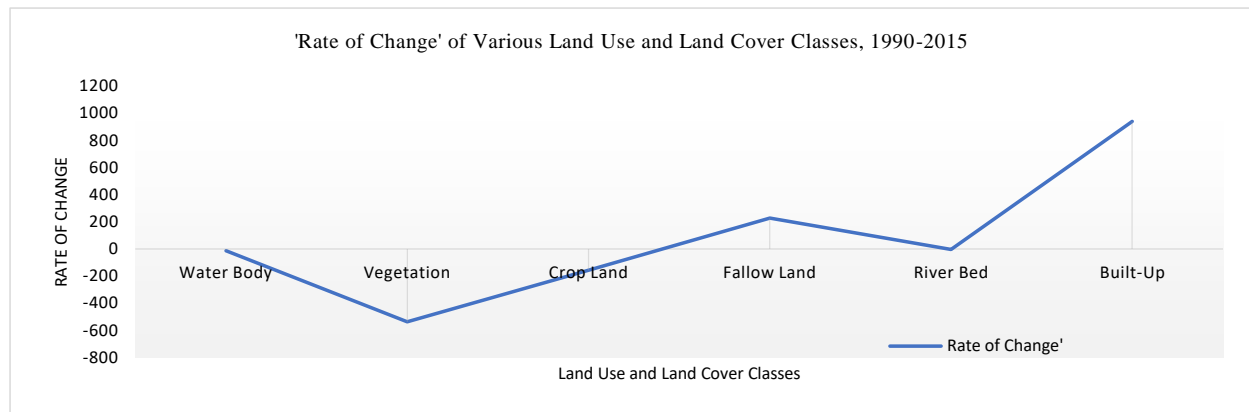 'Rate of Change' of Various Land Use and Land Cover Classes, 1990-2015
1200
1000
800
600
400
200
0
-200
-400
-600
-800
RATE OF CHANGE
Water Body Vegetation Crop Land Fallow Land River Bed Built-Up
Rate of Change'
Land Use and Land Cover Classes